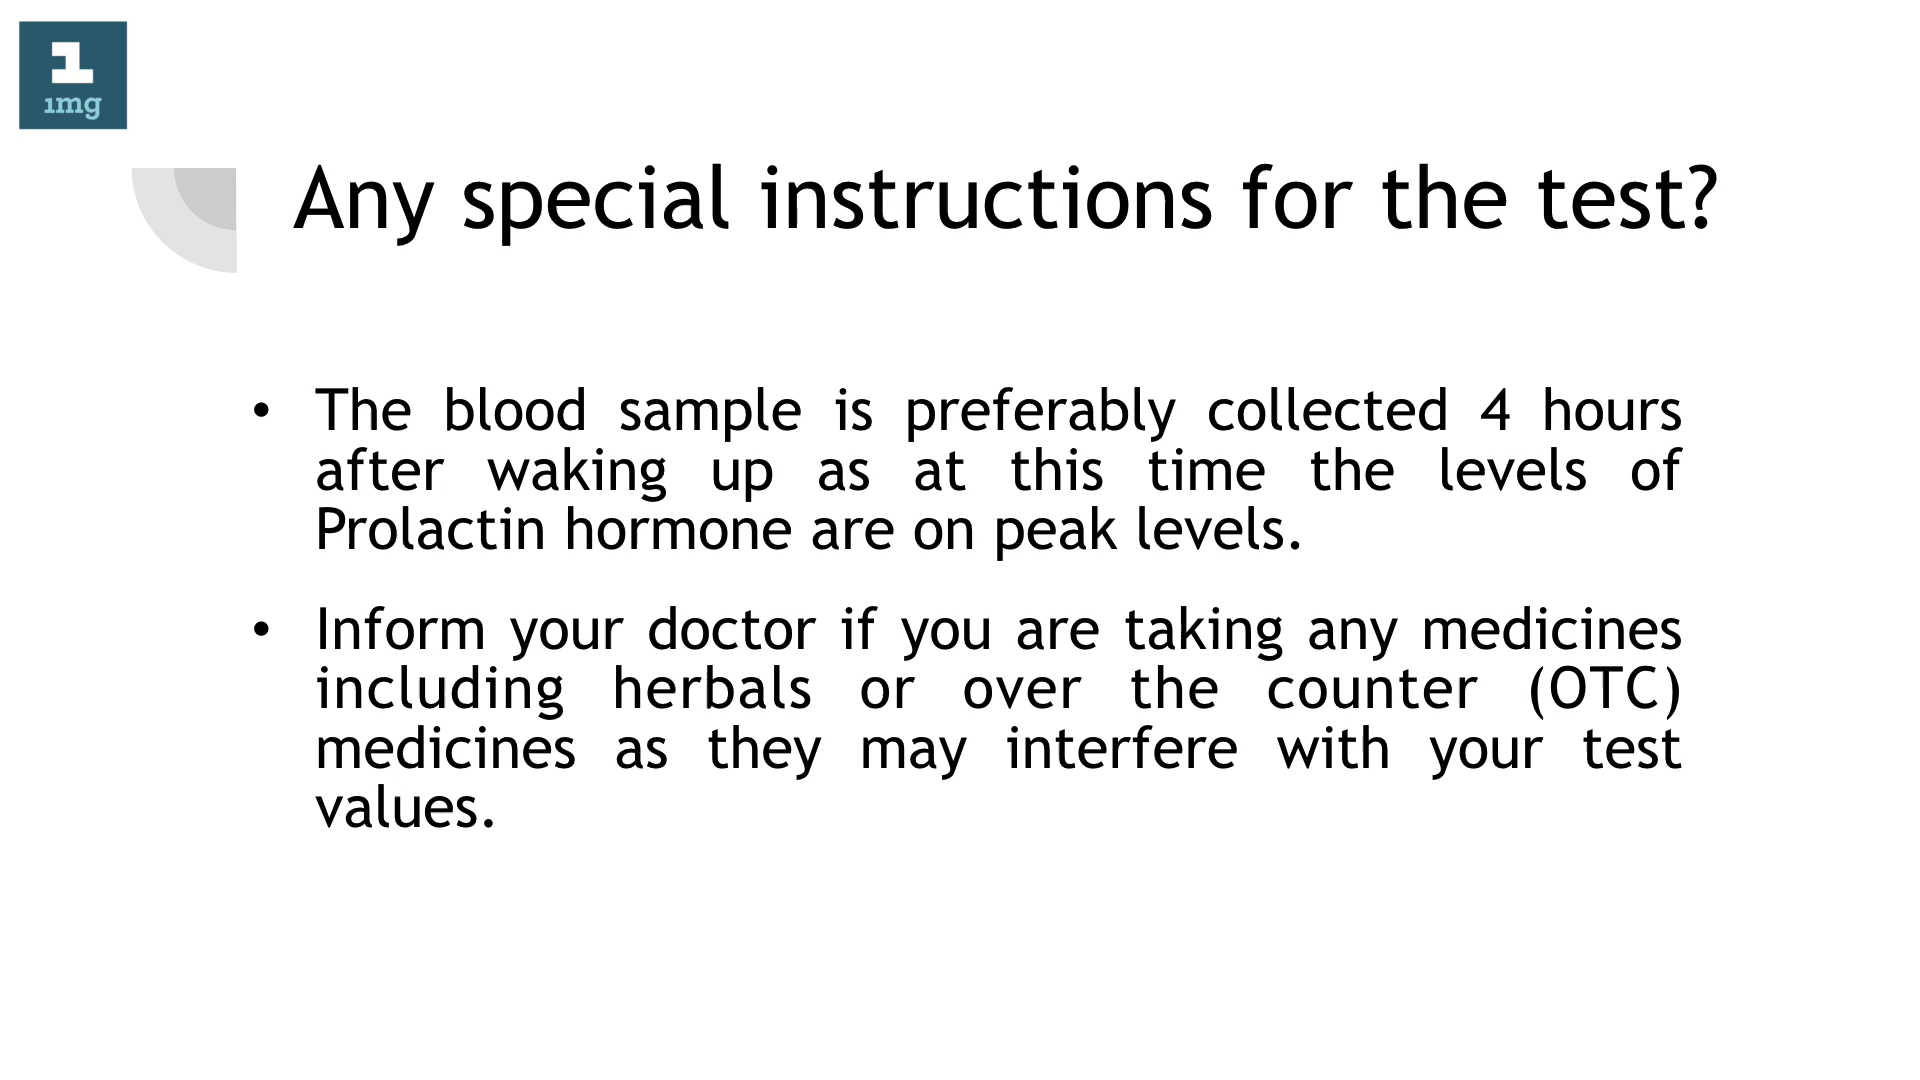 1
1mg
Any special instructions for the test?
• The blood sample is preferably collected 4 hours
after waking up as at this time the levels of
Prolactin hormone are on peak levels.
• Inform your doctor if you are taking any medicines
including herbals or over the counter (OTC)
medicines as they may interfere with your test
values.